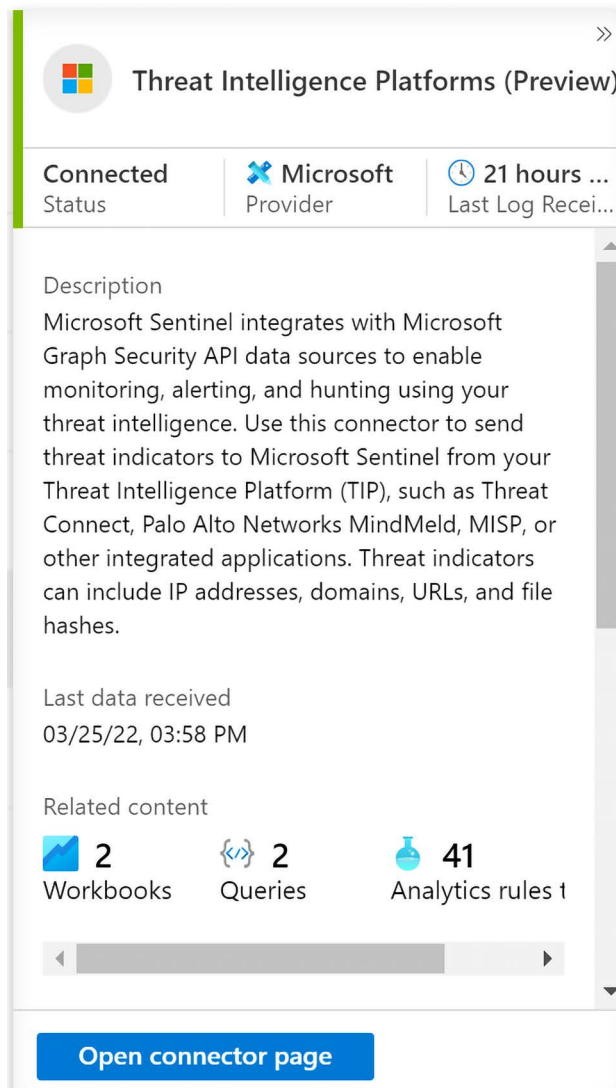 Threat Intelligence Platforms (Preview)
Connected
Status
Microsoft
Provider
21 hours ...
Last Log Recei...
Description
Microsoft Sentinel integrates with Microsoft
Graph Security API data sources to enable
monitoring, alerting, and hunting using your
threat intelligence. Use this connector to send
threat indicators to Microsoft Sentinel from your
Threat Intelligence Platform (TIP), such as Threat
Connect, Palo Alto Networks MindMeld, MISP, or
other integrated applications. Threat indicators
can include IP addresses, domains, URLs, and file
hashes.
Last data received
03/25/22, 03:58 PM
Related content
2
Workbooks
2
Queries
41
Analytics rules t
Open connector page